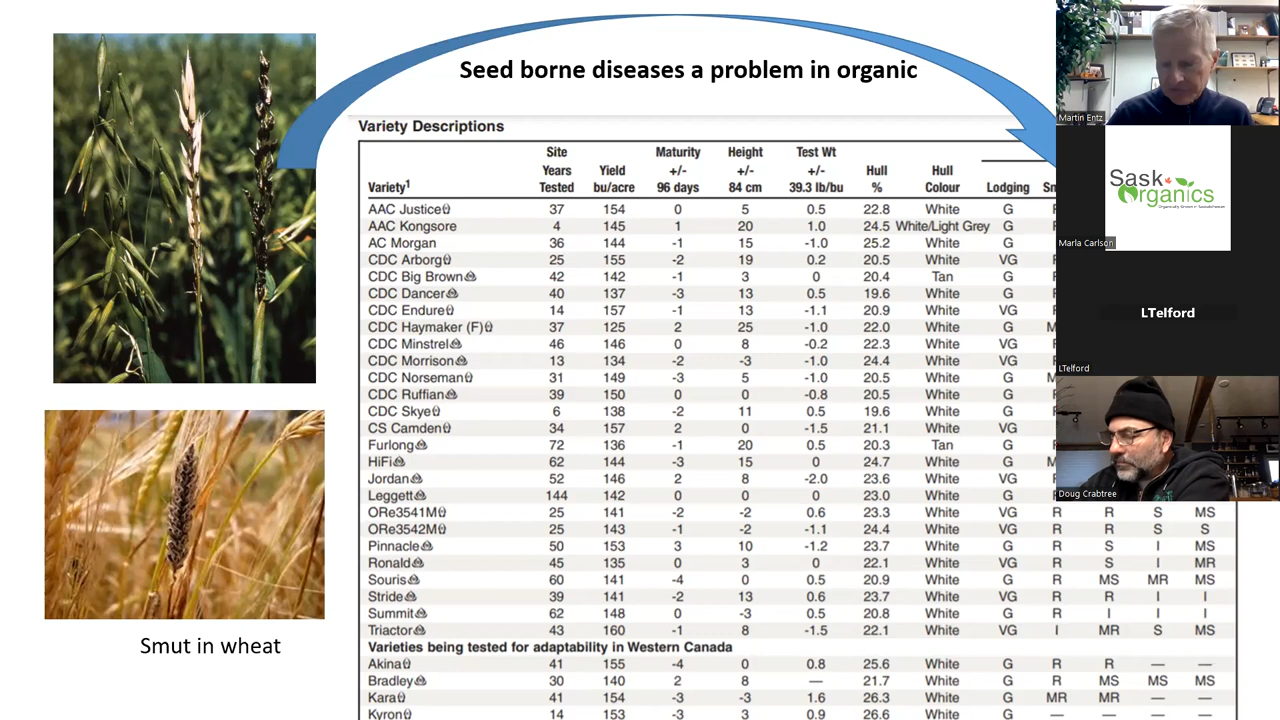 Seed borne diseases a problem in organic
Variety Descriptions
Variety1 Site Years Tested Yield bu/acre Maturity +/- 96 days Height +/- 84 cm Test Wt +/- 39.3 lb/bu Hull % Hull Colour Lodging
AAC Justice 37 154 0 5 0.5 22.8 White G
AAC Kongsore 4 145 1 20 1.0 24.5 White/Light Grey G
AC Morgan 36 144 -1 15 -1.0 25.2 White G
CDC Arborg 25 155 -2 19 0.2 20.5 White VG
CDC Big Brown 42 142 -1 3 0 20.4 Tan G
CDC Dancer 40 137 -3 13 0.5 19.6 White G
CDC Endure 14 157 -1 13 -1.1 20.9 White VG
CDC Haymaker (F) 37 125 2 25 -1.0 22.0 White G
CDC Minstrel 46 146 0 8 -0.2 22.3 White VG
CDC Morrison 13 134 -2 -3 -1.0 24.4 White VG
CDC Norseman 31 149 -3 5 -1.0 20.5 White G
CDC Ruffian 39 150 0 0 -0.8 20.5 White VG
CDC Skye 6 138 -2 11 0.5 19.6 White VG
CS Camden 34 157 2 0 -1.5 21.1 White VG
Furlong 72 136 -1 20 0.5 20.3 Tan G
HiFi 62 144 -3 15 0 24.7 White G
Jordan 52 146 2 8 -2.0 23.6 White VG
Leggett 144 142 0 0 0 23.0 White G
ORe3541M 25 141 -2 -2 0.6 23.3 White VG R R S MS
ORe3542M 25 143 -1 -2 -1.1 24.4 White VG R R S S
Pinnacle 50 153 3 10 -1.2 23.7 White G R S I MS
Ronald 45 135 0 3 0 22.1 White VG R S I MR
Souris 60 141 -4 0 0.5 20.9 White G R MS MR MS
Stride 39 141 -2 13 0.6 23.7 White VG R R I I
Summit 62 148 0 -3 0.5 20.8 White G R I I I
Triactor 43 160 -1 8 -1.5 22.1 White VG I MR S MS
Varieties being tested for adaptability in Western Canada
Akina 41 155 -4 0 0.8 25.6 White G R R — —
Bradley 30 140 2 8 — 21.7 White G R MS MS MS
Kara 41 154 -3 -3 1.6 26.3 White G MR MR — —
Kyron 14 153 -3 3 0.9 26.6 White G — — — —
Smut in wheat
Martin Entz
Sask
Organics
Marla Carlson
LTelford
LTelford
Doug Crabtree